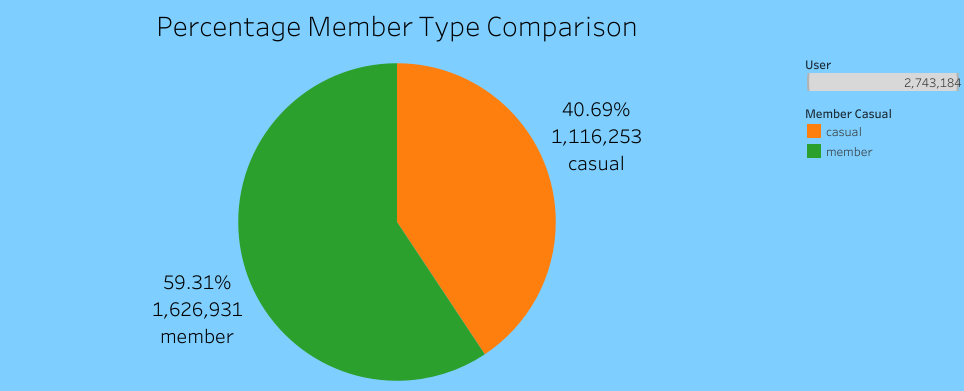 Percentage Member Type Comparison
40.69%
1,116,253
casual
59.31%
1,626,931
member
User
2,743,184
Member Casual
casual
member